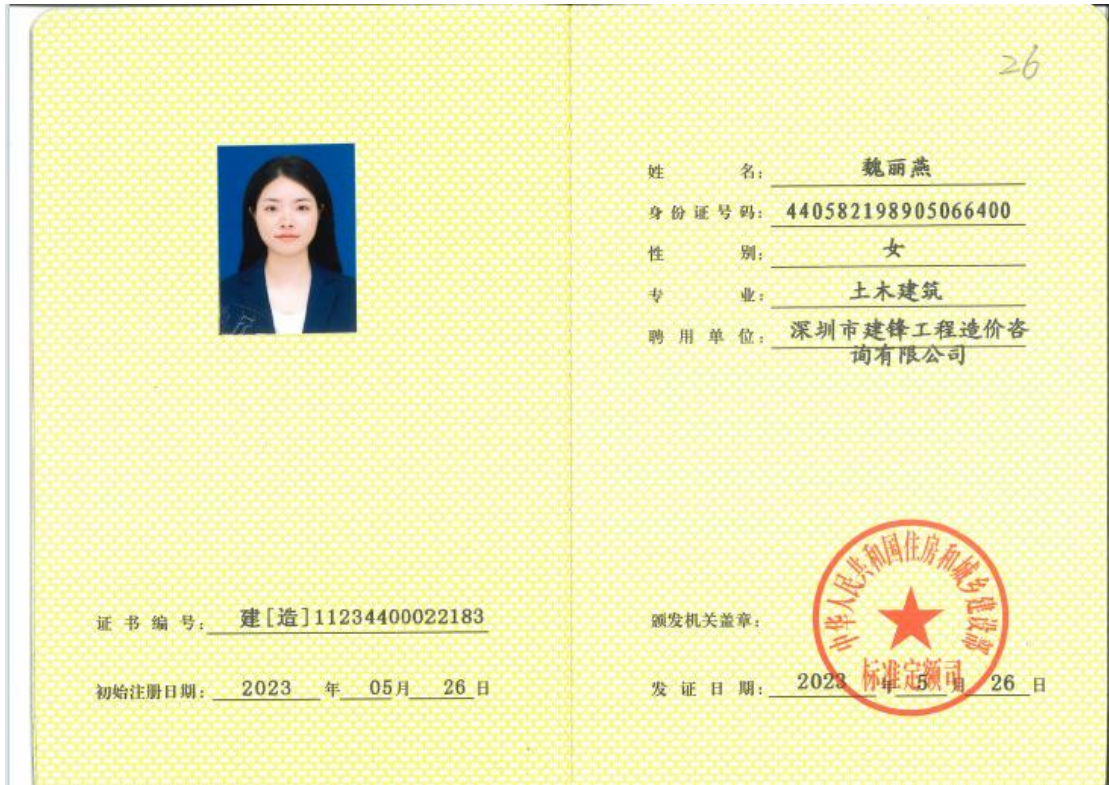 26
姓 名: 魏丽燕
身份证号码: 440582198905066400
性 别: 女
专 业: 土木建筑
聘用单位: 深圳市建锋工程造价咨
询有限公司
证书编号: 建[造]11234400022183
初始注册日期: 2023 年 05月 26 日
颁发机关盖章:
中华人民共和国住房和城乡建设部
标准定额司
发证日期: 2023 年 5 月 26 日